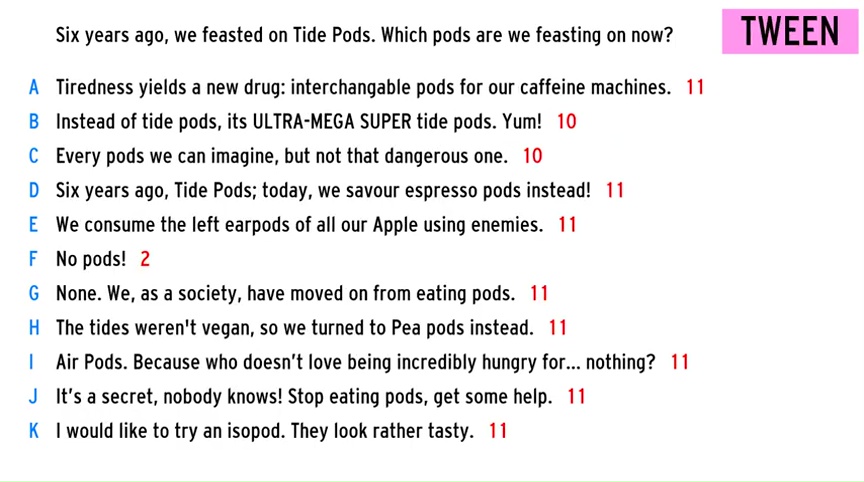 Six years ago, we feasted on Tide Pods. Which pods are we feasting on now?
TWEEN
A Tiredness yields a new drug: interchangable pods for our caffeine machines. 11
B Instead of tide pods, its ULTRA-MEGA SUPER tide pods. Yum! 10
C Every pods we can imagine, but not that dangerous one. 10
D Six years ago, Tide Pods; today, we savour espresso pods instead! 11
E We consume the left earpods of all our Apple using enemies. 11
F No pods! 2
G None. We, as a society, have moved on from eating pods. 11
H The tides weren't vegan, so we turned to Pea pods instead. 11
I Air Pods. Because who doesn’t love being incredibly hungry for... nothing? 11
J It’s a secret, nobody knows! Stop eating pods, get some help. 11
K I would like to try an isopod. They look rather tasty. 11